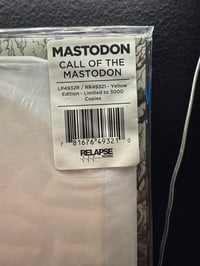 MASTODON
CALL OF THE
MASTODON
LP4932R / RR49321 - Yellow
Edition - Limited to 3000
Copies
7 81676 49321 0
RELAPSE